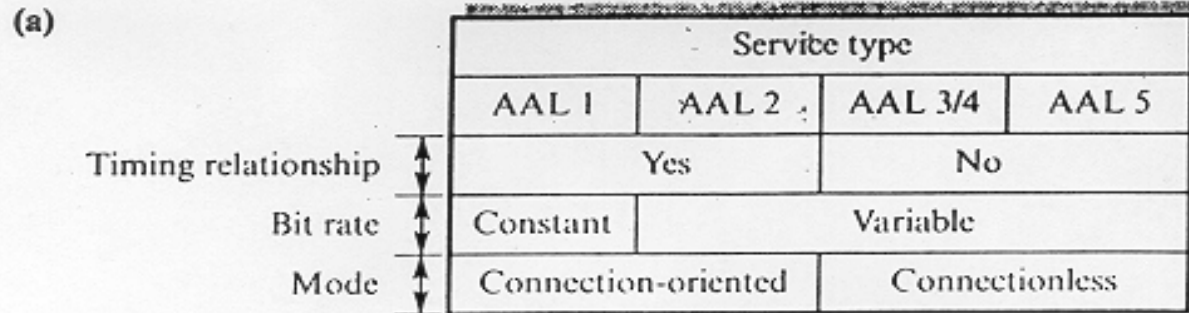 (a)
Service type
AAL 1 AAL 2 AAL 3/4 AAL 5
Timing relationship Yes No
Bit rate Constant Variable
Mode Connection-oriented Connectionless